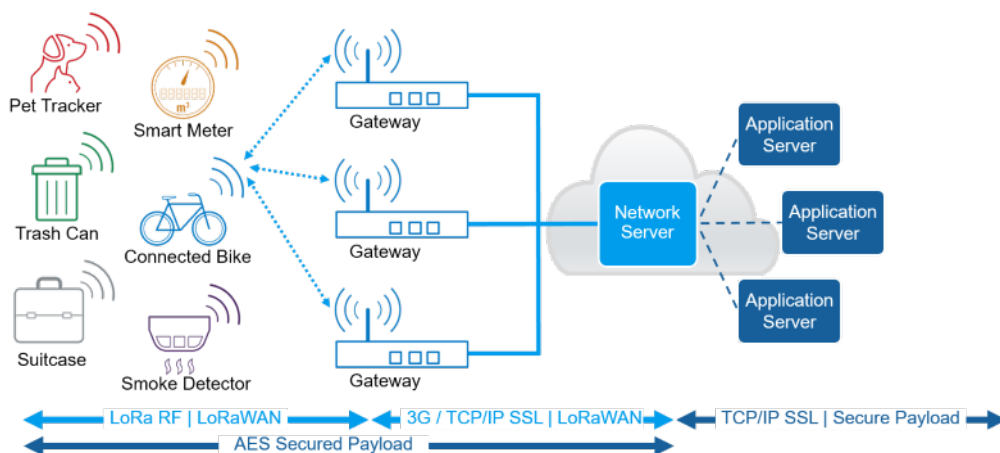 Pet Tracker
m³
Smart Meter
Gateway
Trash Can
Connected Bike
Gateway
Suitcase
Smoke Detector
Gateway
Network
Server
Application
Server
Application
Server
Application
Server
LoRa RF | LoRaWAN
3G / TCP/IP SSL | LoRaWAN
TCP/IP SSL | Secure Payload
AES Secured Payload